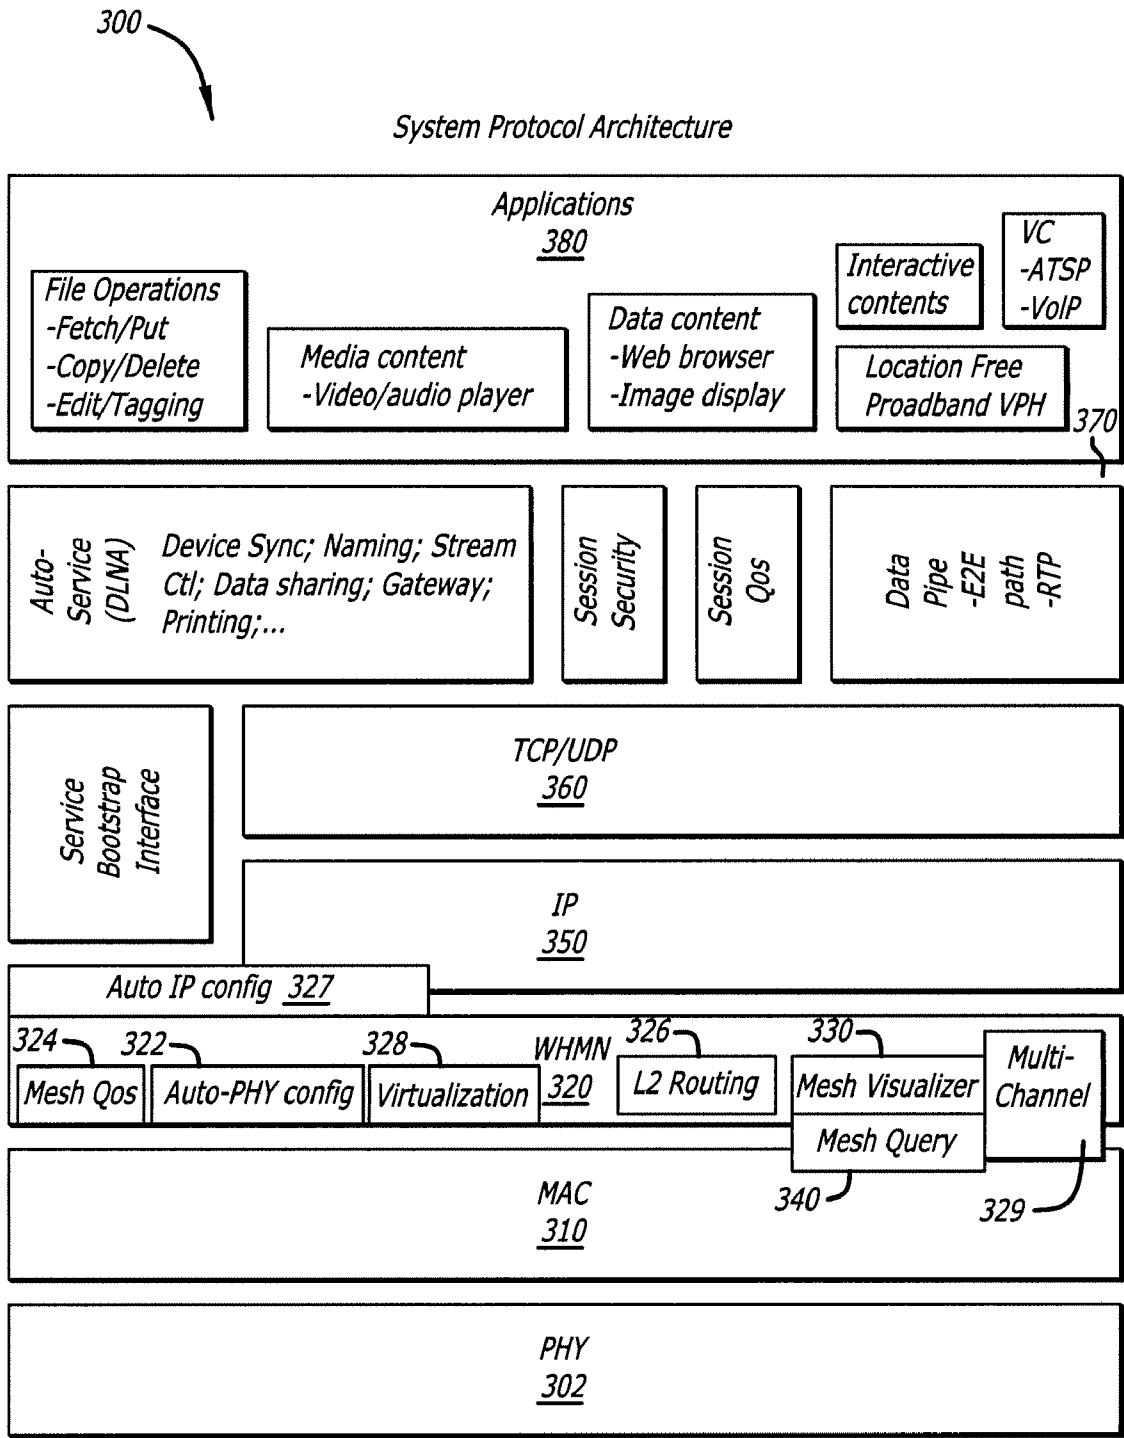 300
System Protocol Architecture
Applications
380
File Operations
-Fetch/Put
-Copy/Delete
-Edit/Tagging
Media content
-Video/audio player
Data content
-Web browser
-Image display
Interactive
contents
VC
-ATSP
-VoIP
Location Free
Proadband VPH
370
Auto-
Service
(DLNA)
Device Sync; Naming; Stream
Ctl; Data sharing; Gateway;
Printing;...
Session
Security
Session
Qos
Data
Pipe
-E2E
path
-RTP
Service
Bootstrap
Interface
TCP/UDP
360
IP
350
Auto IP config 327
324
Mesh Qos
322
Auto-PHY config
328
Virtualization
WHMN
320
326
L2 Routing
330
Mesh Visualizer
Mesh Query
340
Multi-
Channel
329
MAC
310
PHY
302